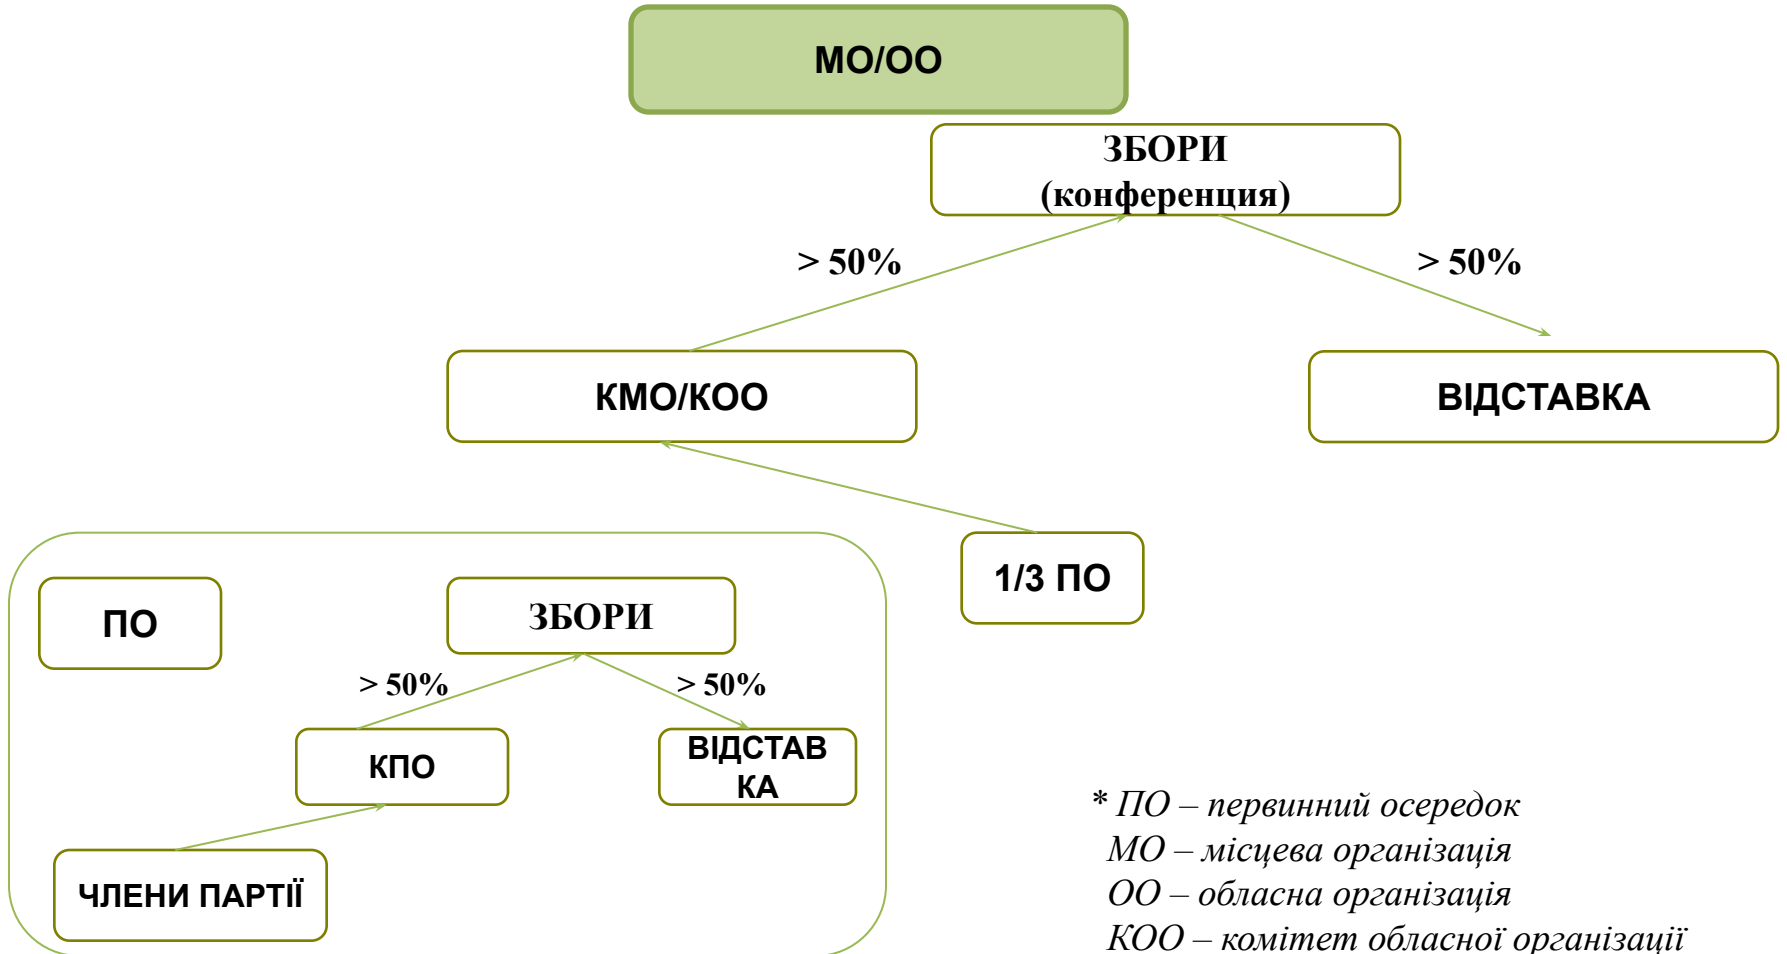 МО/ОО
ЗБОРИ
(конференция)
> 50%
> 50%
КМО/КОО
ВІДСТАВКА
1/3 ПО
ПО
ЗБОРИ
> 50%
> 50%
КПО
ВІДСТАВ
КА
ЧЛЕНИ ПАРТІЇ
* ПО – первинний осередок
МО – місцева організація
ОО – обласна організація
КОО – комітет обласної організації